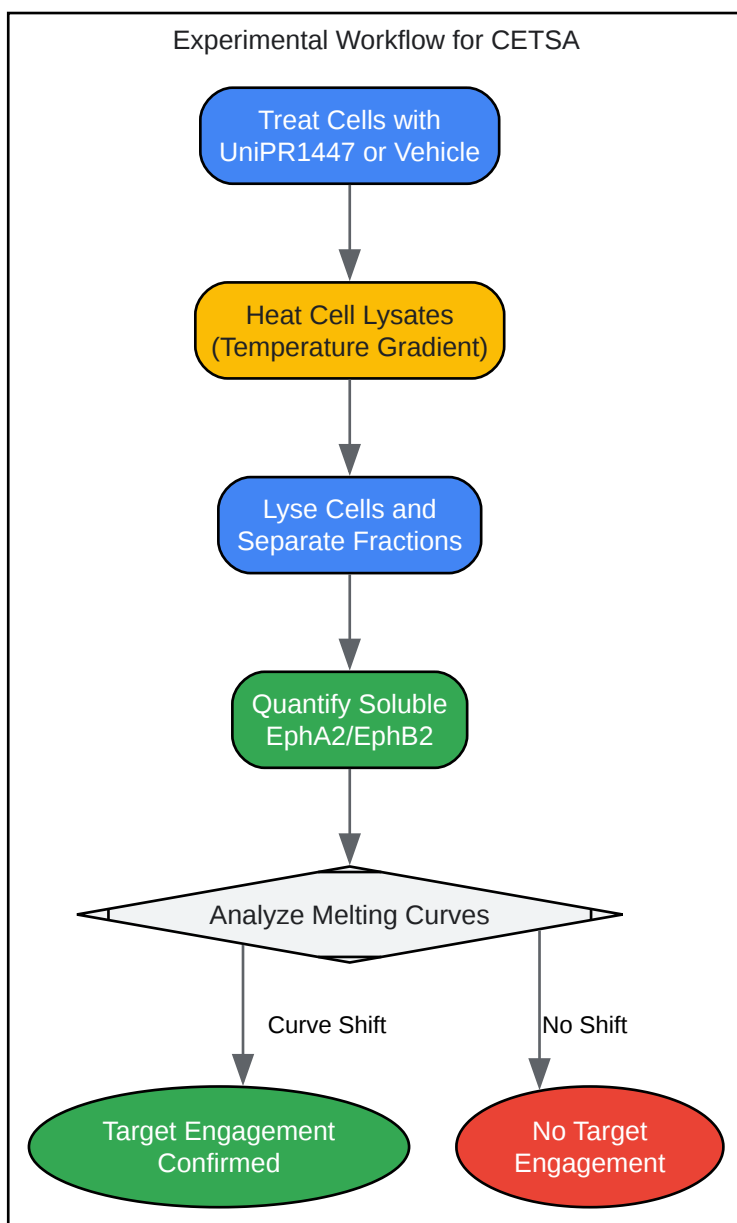 Experimental Workflow for CETSA
Treat Cells with
UniPR1447 or Vehicle
Heat Cell Lysates
(Temperature Gradient)
Lyse Cells and
Separate Fractions
Quantify Soluble
EphA2/EphB2
Analyze Melting Curves
Curve Shift
No Shift
Target Engagement
Confirmed
No Target
Engagement